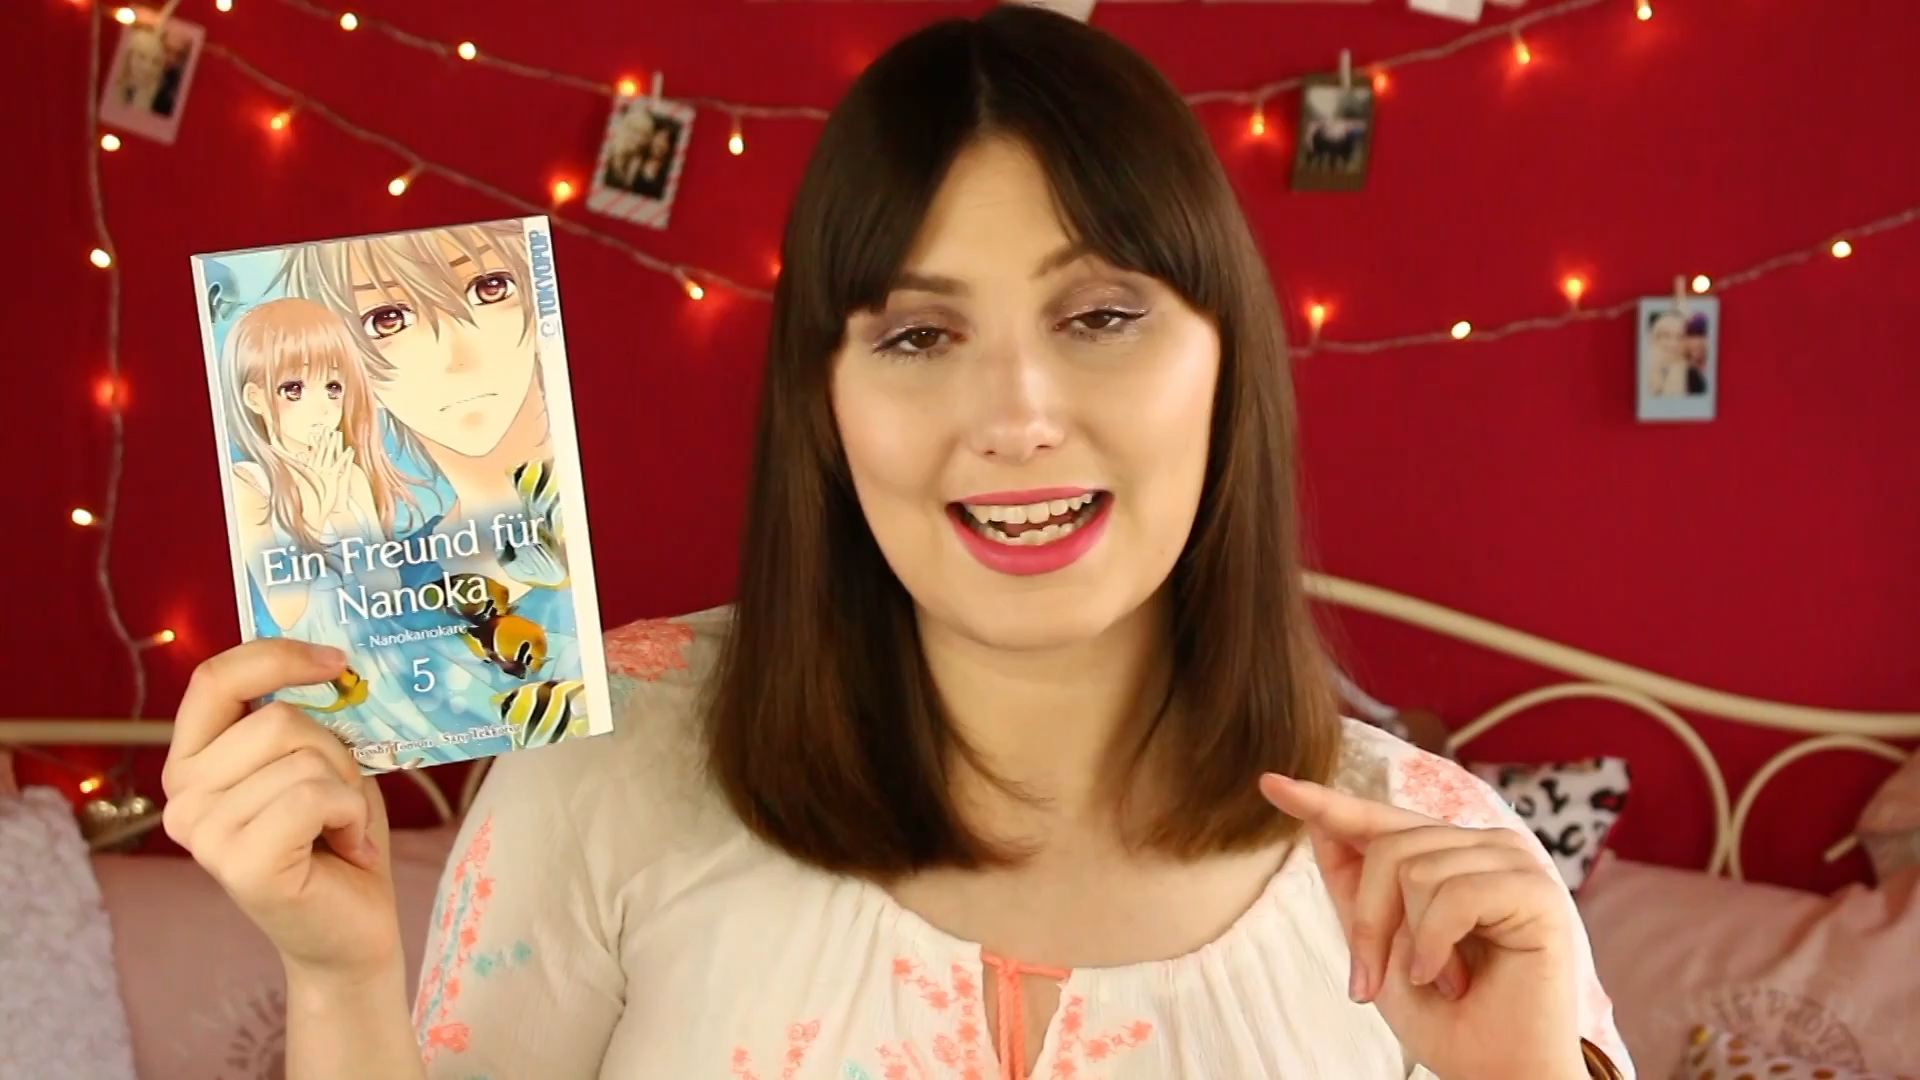 TOKYOPOP
Ein Freund für
Nanoka
- Nanokanokare -
5